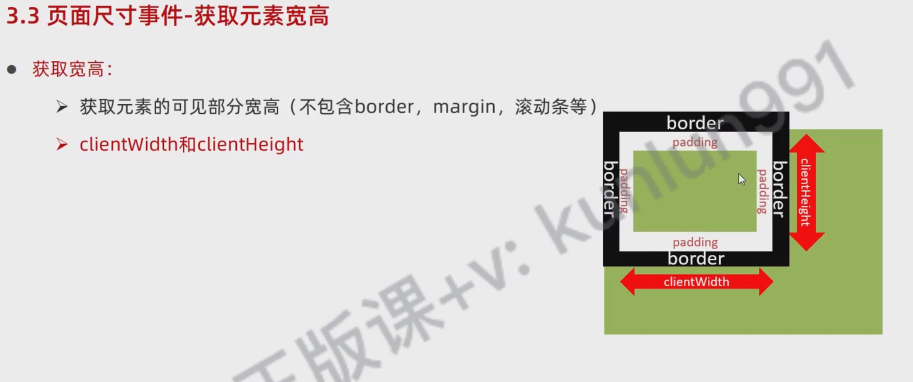 3.3 页面尺寸事件-获取元素宽高
获取宽高：
获取元素的可见部分宽高（不包含border，margin，滚动条等）
clientWidth和clientHeight
border
padding
border
padding
padding
border
clientHeight
padding
border
clientWidth
正版课+v: kunlun991